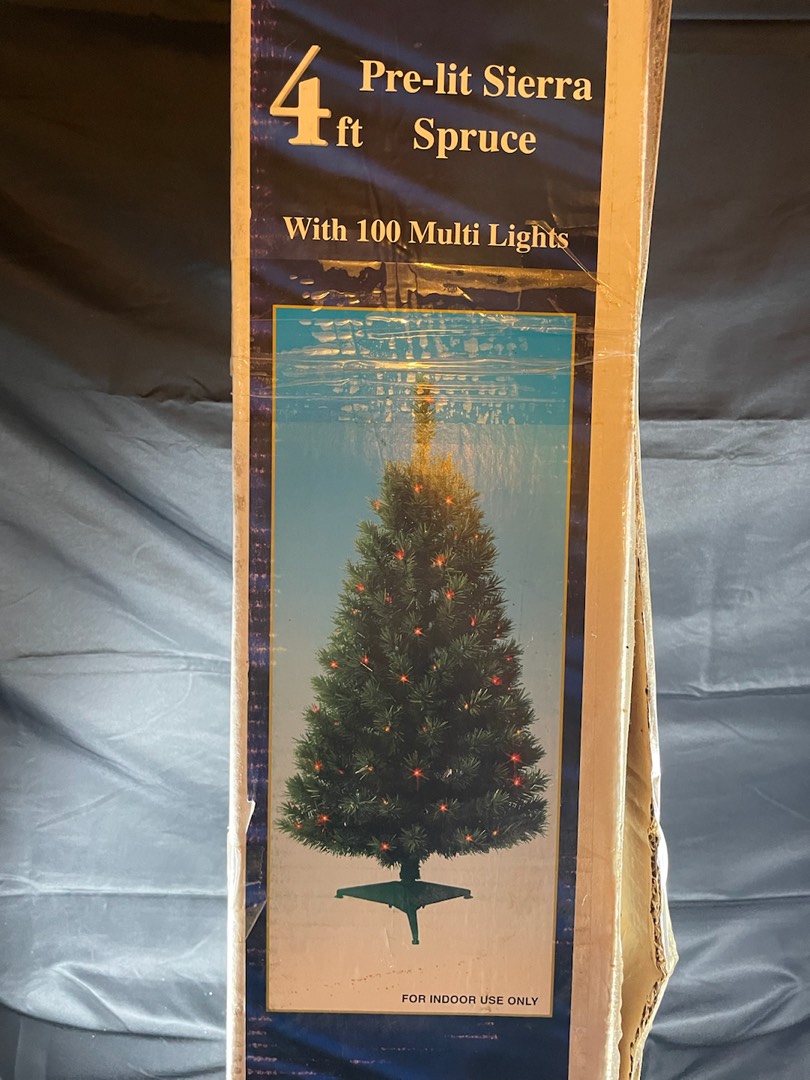 4 ft Pre-lit Sierra
Spruce
With 100 Multi Lights
FOR INDOOR USE ONLY